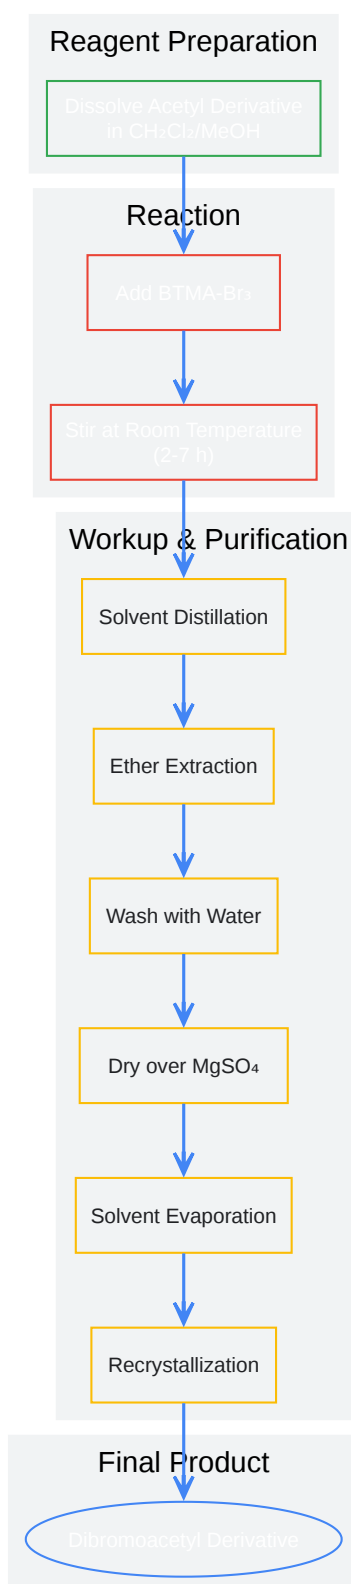 Reagent Preparation
Dissolve Acetyl Derivative
in CH₂Cl₂/MeOH
Reaction
Add BTMA-Br₃
Stir at Room Temperature
(2-7 h)
Workup & Purification
Solvent Distillation
Ether Extraction
Wash with Water
Dry over MgSO₄
Solvent Evaporation
Recrystallization
Final Product
Dibromoacetyl Derivative